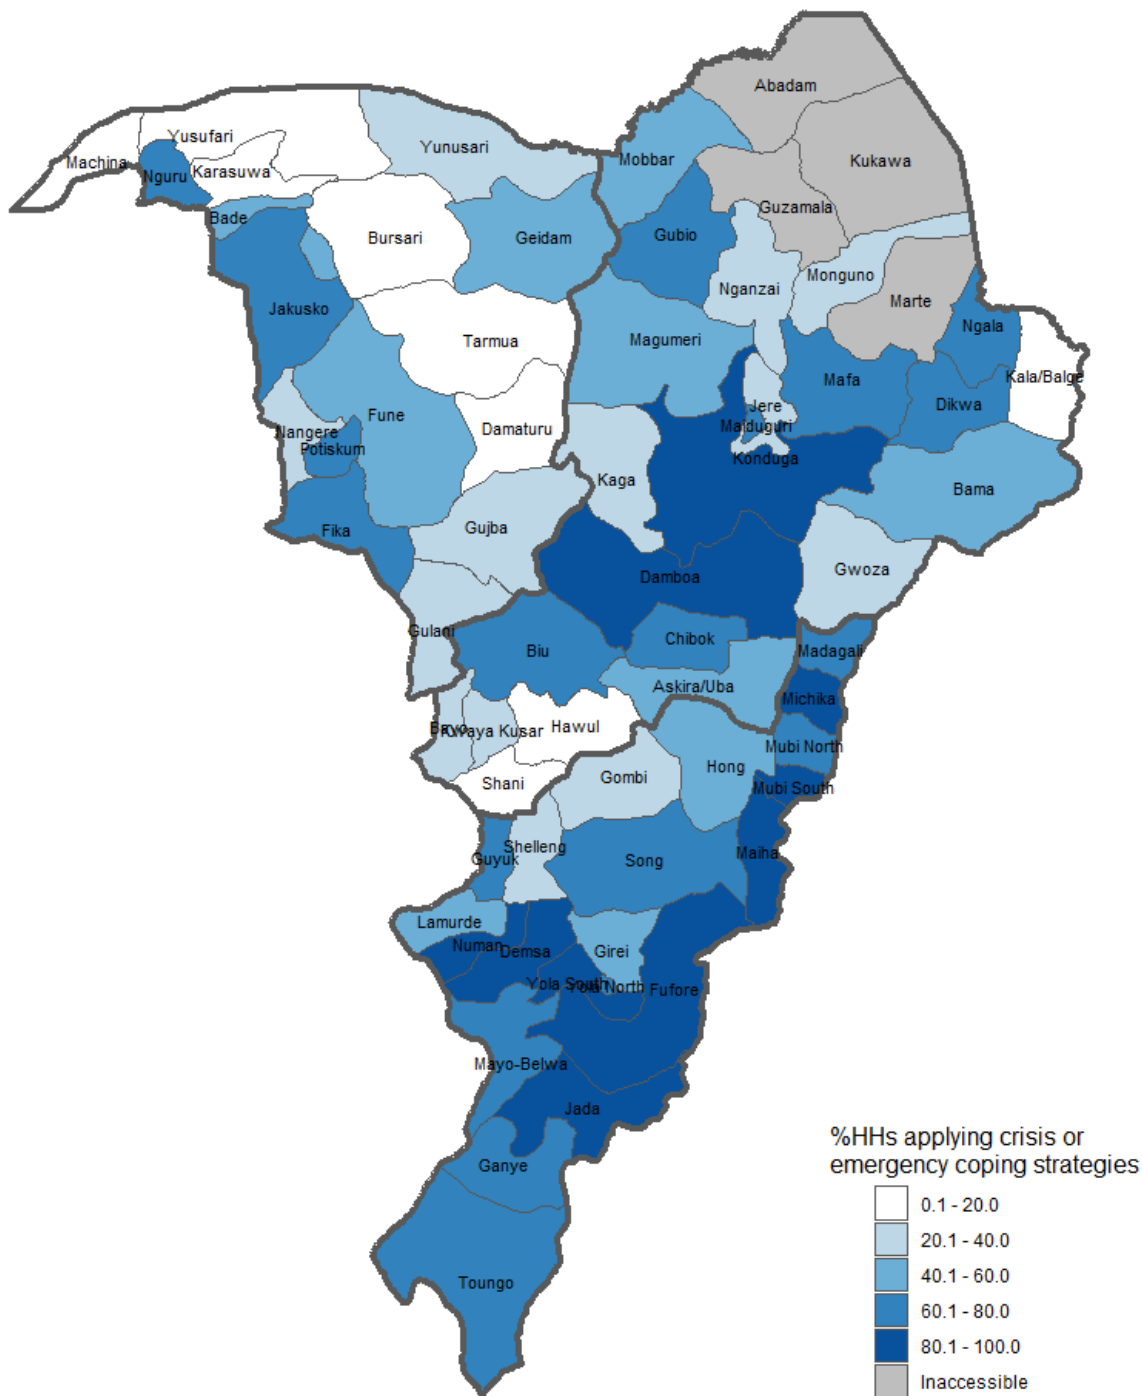 Abadam
Yusufari
Yunusari
Mobbar
Kukawa
Machina
Nguru
Karasuwa
Guzamala
Bade
Bursari
Geidam
Gubio
Nganzai
Monguno
Marte
Jakusko
Ngala
Tarmua
Magumeri
Mafa
Kala/Balge
Dikwa
Jere
Fune
Maiduguri
Nangere
Damaturu
Potiskum
Konduga
Kaga
Bama
Fika
Gujba
Gwoza
Damboa
Gulani
Chibok
Biu
Madagali
Askira/Uba
Michika
Bayo
Kwaya Kusar
Hawul
Mubi North
Hong
Shani
Gombi
Mubi South
Shelleng
Guyuk
Song
Maiha
Lamurde
Numan
Demsa
Girei
Yola South
Yola North
Fufore
Mayo-Belwa
Jada
Ganye
Toungo
%HHs applying crisis or
emergency coping strategies
0.1 - 20.0
20.1 - 40.0
40.1 - 60.0
60.1 - 80.0
80.1 - 100.0
Inaccessible